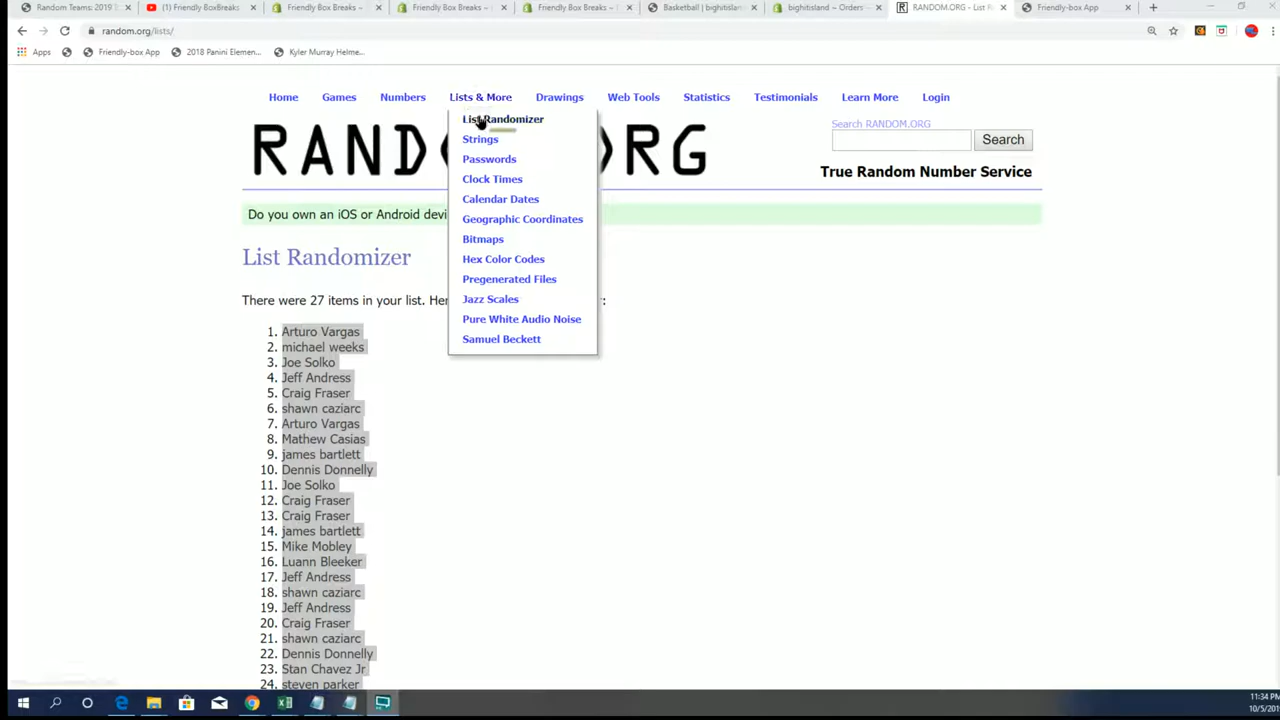 Random Teams: 2019
(1) Friendly BoxBreaks
Friendly Box Breaks ~
Friendly Box Breaks ~
Friendly Box Breaks ~
Basketball | bighitislan
bighitisland ~ Orders
RANDOM.ORG - List R
Friendly-box App
random.org/lists/
Apps
Friendly-box App
2018 Panini Elemen...
Kyler Murray Helme...
Home Games Numbers Lists & More Drawings Web Tools Statistics Testimonials Learn More Login
List Randomizer
Strings
Passwords
Clock Times
Calendar Dates
Geographic Coordinates
Bitmaps
Hex Color Codes
Pregenerated Files
Jazz Scales
Pure White Audio Noise
Samuel Beckett
Search RANDOM.ORG
Search
True Random Number Service
Do you own an iOS or Android devi
List Randomizer
There were 27 items in your list. Her
1. Arturo Vargas
2. michael weeks
3. Joe Solko
4. Jeff Andress
5. Craig Fraser
6. shawn caziarc
7. Arturo Vargas
8. Mathew Casias
9. james bartlett
10. Dennis Donnelly
11. Joe Solko
12. Craig Fraser
13. Craig Fraser
14. james bartlett
15. Mike Mobley
16. Luann Bleeker
17. Jeff Andress
18. shawn caziarc
19. Jeff Andress
20. Craig Fraser
21. shawn caziarc
22. Dennis Donnelly
23. Stan Chavez Jr
24. steven parker
11:34 PM
10/5/20